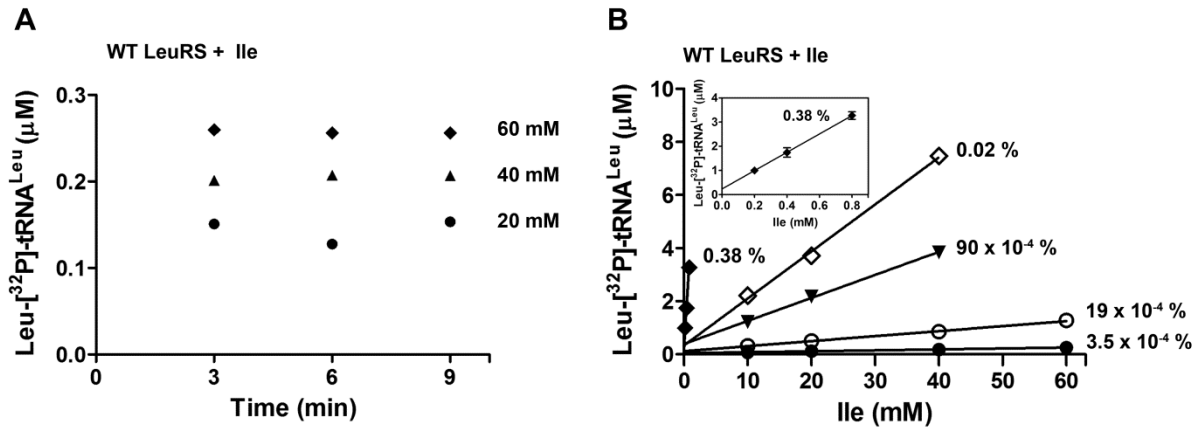 A
WT LeuRS + Ile
Leu-[³²P]-tRNAᴸᵉᵘ (µM)
0.3
0.2
0.1
0.0
60 mM
40 mM
20 mM
0
3
6
9
Time (min)
B
WT LeuRS + Ile
Leu-[³²P]-tRNAᴸᵉᵘ (µM)
10
8
6
4
2
0
Leu-[³²P]-tRNAᴸᵉᵘ (µM)
4
3
2
1
0
0.38 %
0.0
0.2
0.4
0.6
0.8
Ile (mM)
0.02 %
0.38 %
90 x 10⁻⁴ %
19 x 10⁻⁴ %
3.5 x 10⁻⁴ %
0
10
20
30
40
50
60
Ile (mM)